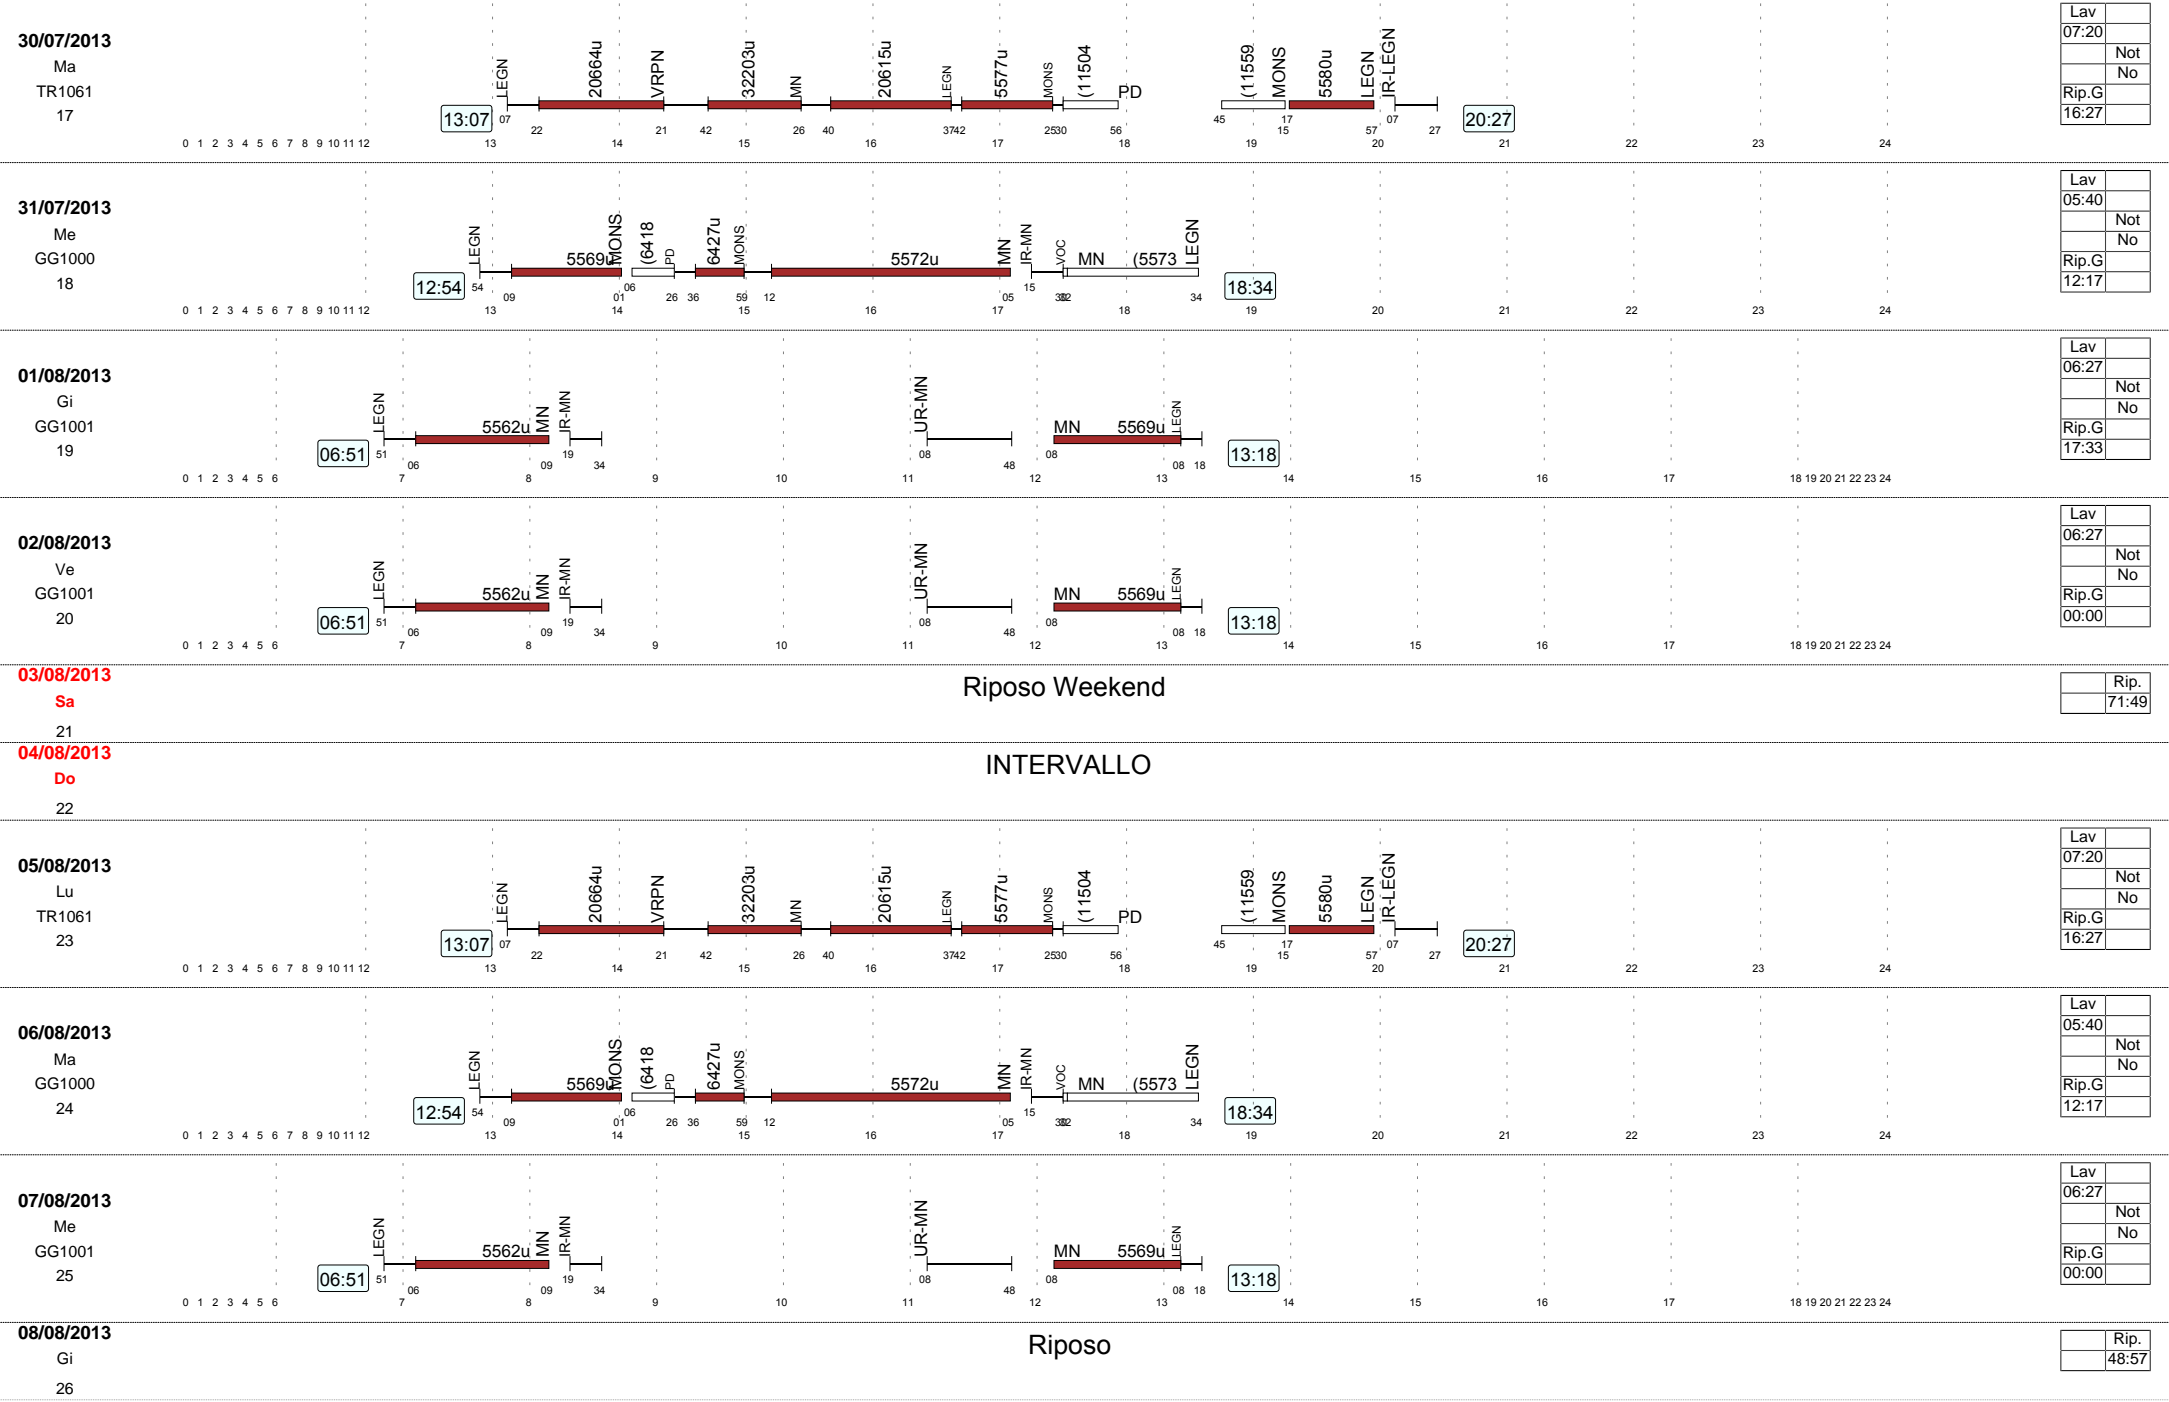 30/07/2013
Ma
TR1061
17
13:07 LEGN 20664u VRPN 32203u MN 20615u LEGN 5577u MONS (11504 PD (11559 MONS 5580u LEGN IR-LEGN 20:27
07 22 21 42 26 40 37 42 25 30 56 45 17 15 57 07 27
0 1 2 3 4 5 6 7 8 9 10 11 12 13 14 15 16 17 18 19 20 21 22 23 24
Lav
07:20
Not
No
Rip.G
16:27
31/07/2013
Me
GG1000
18
12:54 LEGN 5569u MONS (6418 PD 6427u MONS 5572u MN IR-MN VOC MN (5573 LEGN 18:34
54 09 01 06 26 36 59 12 05 15 30 32 34
0 1 2 3 4 5 6 7 8 9 10 11 12 13 14 15 16 17 18 19 20 21 22 23 24
Lav
05:40
Not
No
Rip.G
12:17
01/08/2013
Gi
GG1001
19
06:51 LEGN 5562u MN IR-MN UR-MN MN 5569u LEGN 13:18
51 06 09 19 34 08 48 08 08 18
0 1 2 3 4 5 6 7 8 9 10 11 12 13 14 15 16 17 18 19 20 21 22 23 24
Lav
06:27
Not
No
Rip.G
17:33
02/08/2013
Ve
GG1001
20
06:51 LEGN 5562u MN IR-MN UR-MN MN 5569u LEGN 13:18
51 06 09 19 34 08 48 08 08 18
0 1 2 3 4 5 6 7 8 9 10 11 12 13 14 15 16 17 18 19 20 21 22 23 24
Lav
06:27
Not
No
Rip.G
00:00
03/08/2013
Sa
21
Riposo Weekend
Rip.
71:49
04/08/2013
Do
22
INTERVALLO
05/08/2013
Lu
TR1061
23
13:07 LEGN 20664u VRPN 32203u MN 20615u LEGN 5577u MONS (11504 PD (11559 MONS 5580u LEGN IR-LEGN 20:27
07 22 21 42 26 40 37 42 25 30 56 45 17 15 57 07 27
0 1 2 3 4 5 6 7 8 9 10 11 12 13 14 15 16 17 18 19 20 21 22 23 24
Lav
07:20
Not
No
Rip.G
16:27
06/08/2013
Ma
GG1000
24
12:54 LEGN 5569u MONS (6418 PD 6427u MONS 5572u MN IR-MN VOC MN (5573 LEGN 18:34
54 09 01 06 26 36 59 12 05 15 30 32 34
0 1 2 3 4 5 6 7 8 9 10 11 12 13 14 15 16 17 18 19 20 21 22 23 24
Lav
05:40
Not
No
Rip.G
12:17
07/08/2013
Me
GG1001
25
06:51 LEGN 5562u MN IR-MN UR-MN MN 5569u LEGN 13:18
51 06 09 19 34 08 48 08 08 18
0 1 2 3 4 5 6 7 8 9 10 11 12 13 14 15 16 17 18 19 20 21 22 23 24
Lav
06:27
Not
No
Rip.G
00:00
08/08/2013
Gi
26
Riposo
Rip.
48:57